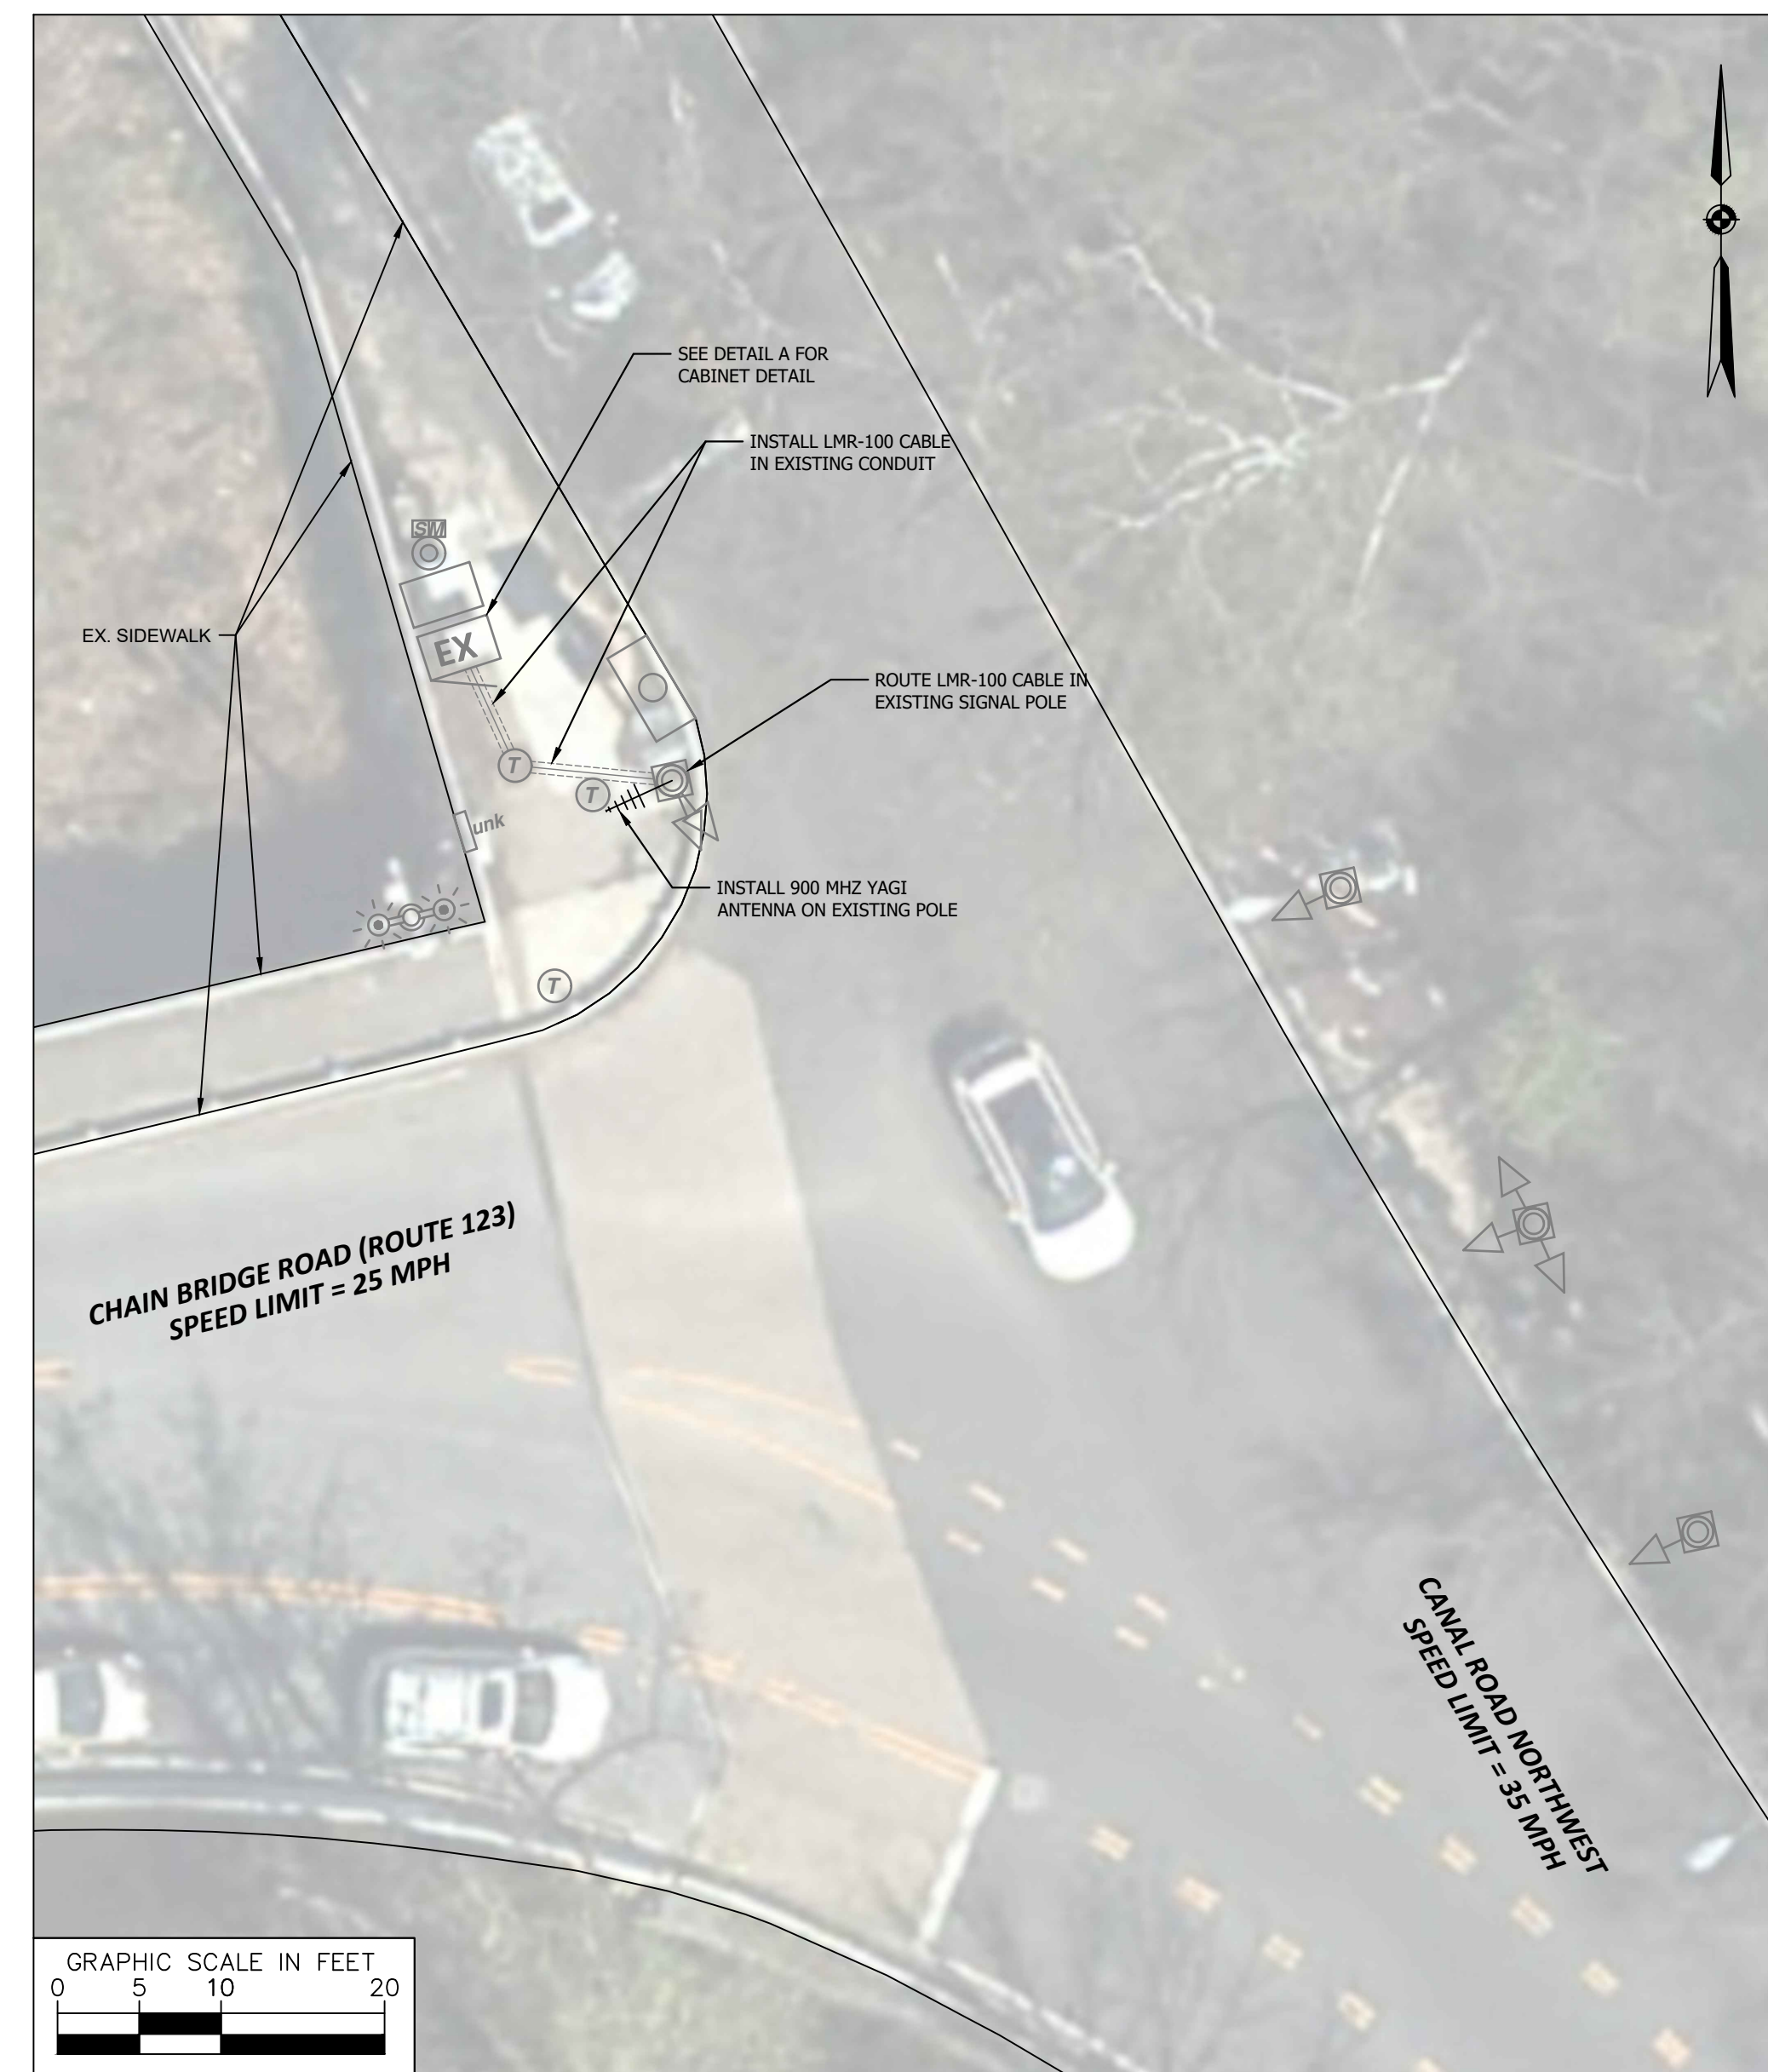 SEE DETAIL A FOR
CABINET DETAIL
INSTALL LMR-100 CABLE
IN EXISTING CONDUIT
SM
EX. SIDEWALK
EX
ROUTE LMR-100 CABLE IN
EXISTING SIGNAL POLE
T
T
unk
INSTALL 900 MHZ YAGI
ANTENNA ON EXISTING POLE
T
CHAIN BRIDGE ROAD (ROUTE 123)
SPEED LIMIT = 25 MPH
CANAL ROAD NORTHWEST
SPEED LIMIT = 35 MPH
GRAPHIC SCALE IN FEET
0 5 10 20